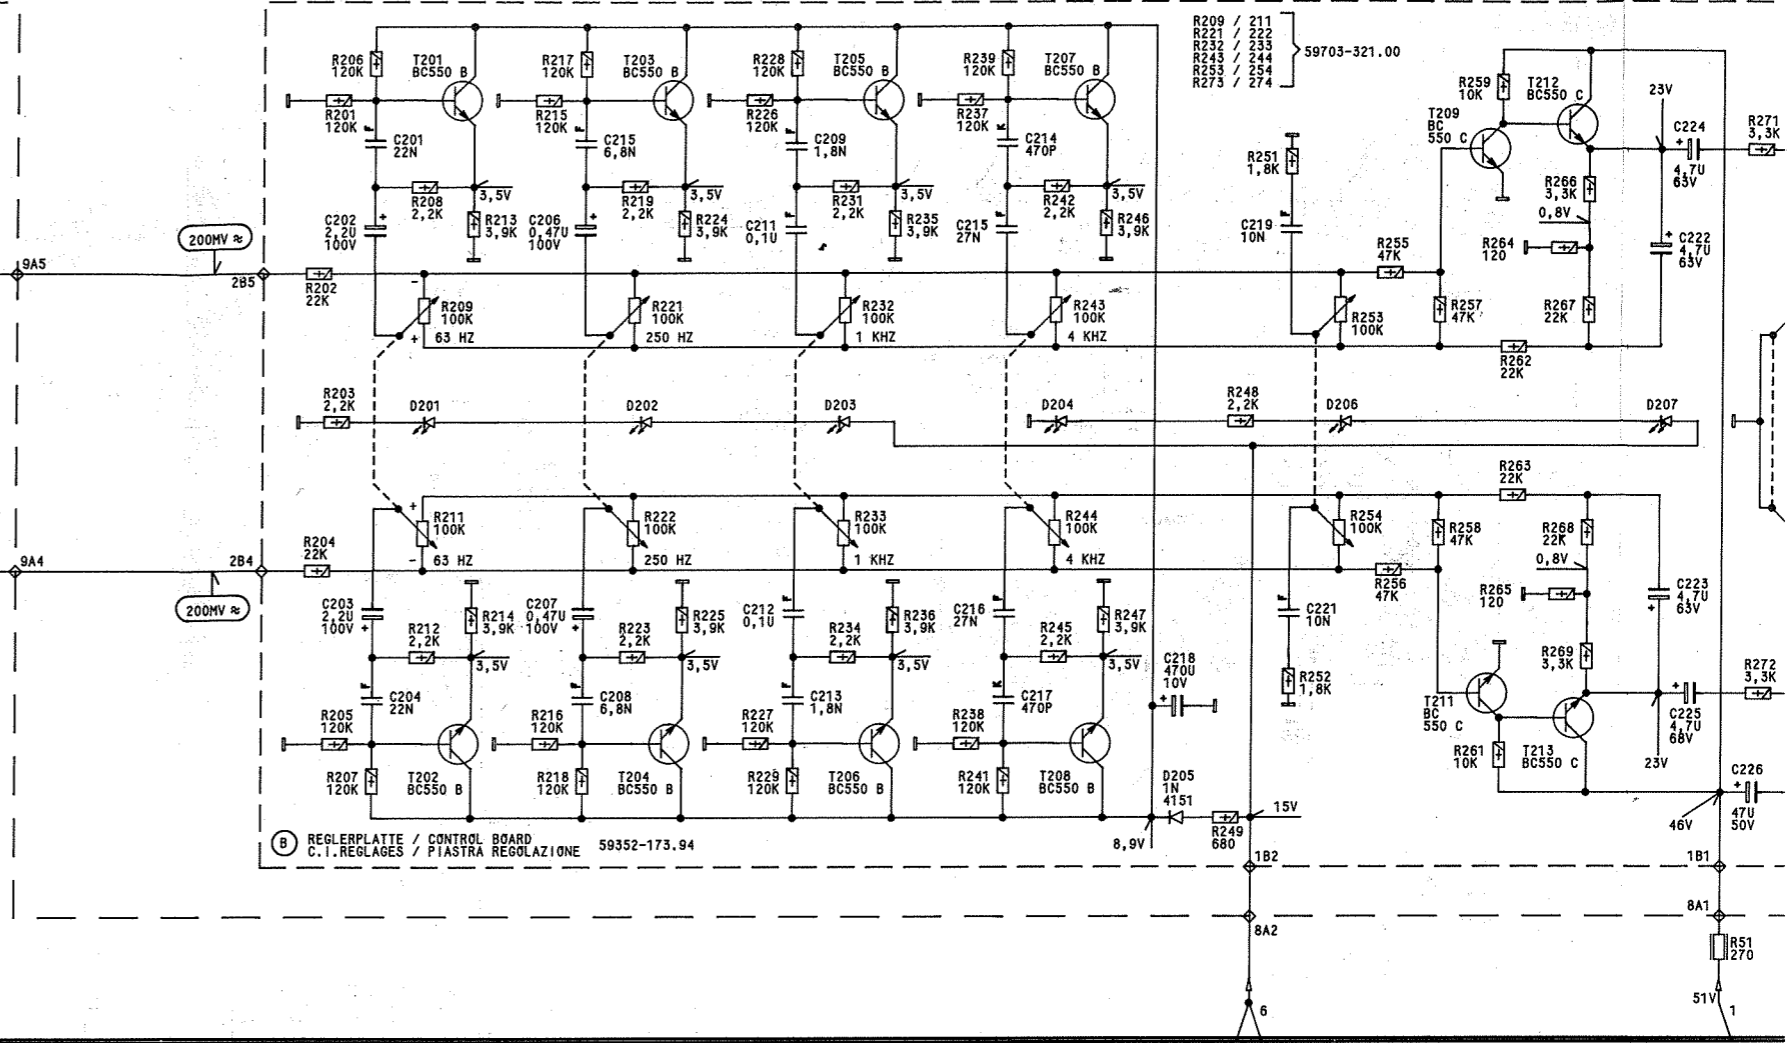 R209 / 211
R221 / 222
R232 / 233
R243 / 244
R253 / 254
R273 / 274
59703-321.00
R206
120K
T201
BC550 B
R217
120K
T203
BC550 B
R228
120K
T205
BC550 B
R239
120K
T207
BC550 B
R259
10K
T212
BC550 C
23V
R201
120K
R215
120K
R226
120K
R237
120K
T209
BC
550 C
C224
4,7U
63V
R271
3,3K
C201
22N
C215
6,8N
C209
1,8N
C214
470P
R251
1,8K
R208
2,2K
3,5V
R219
2,2K
3,5V
R231
2,2K
3,5V
R242
2,2K
3,5V
R266
3,3K
0,8V
C202
2,2U
100V
R213
3,9K
C206
0,47U
100V
R224
3,9K
C211
0,1U
R235
3,9K
C215
27N
R246
3,9K
C219
10N
R264
120
C222
4,7U
63V
200MV ≈
9A5
2B5
R202
22K
R255
47K
R209
100K
63 HZ
R221
100K
250 HZ
R232
100K
1 KHZ
R243
100K
4 KHZ
R253
100K
R257
47K
R267
22K
R262
22K
R203
2,2K
D201
D202
D203
D204
R248
2,2K
D206
D207
R263
22K
R211
100K
63 HZ
R222
100K
250 HZ
R233
100K
1 KHZ
R244
100K
4 KHZ
R254
100K
R258
47K
R268
22K
0,8V
9A4
2B4
R204
22K
R256
47K
200MV ≈
C203
2,2U
100V
R212
2,2K
R214
3,9K
3,5V
C207
0,47U
100V
R223
2,2K
R225
3,9K
3,5V
C212
0,1U
R234
2,2K
R236
3,9K
3,5V
C216
27N
R245
2,2K
R247
3,9K
3,5V
C221
10N
R265
120
C223
4,7U
63V
C218
470U
10V
R252
1,8K
R269
3,3K
R272
3,3K
C204
22N
C208
6,8N
C213
1,8N
C217
470P
T211
BC
550 C
C225
4,7U
68V
R205
120K
R216
120K
R227
120K
R238
120K
R207
120K
T202
BC550 B
R218
120K
T204
BC550 B
R229
120K
T206
BC550 B
R241
120K
T208
BC550 B
D205
1N
4151
R261
10K
T213
BC550 C
23V
C226
47U
50V
15V
R249
680
8,9V
46V
B
REGLERPLATTE / CONTROL BOARD
C.I.REGLAGES / PIASTRA REGOLAZIONE
59352-173.94
1B2
1B1
8A2
8A1
R51
270
51V
6
1